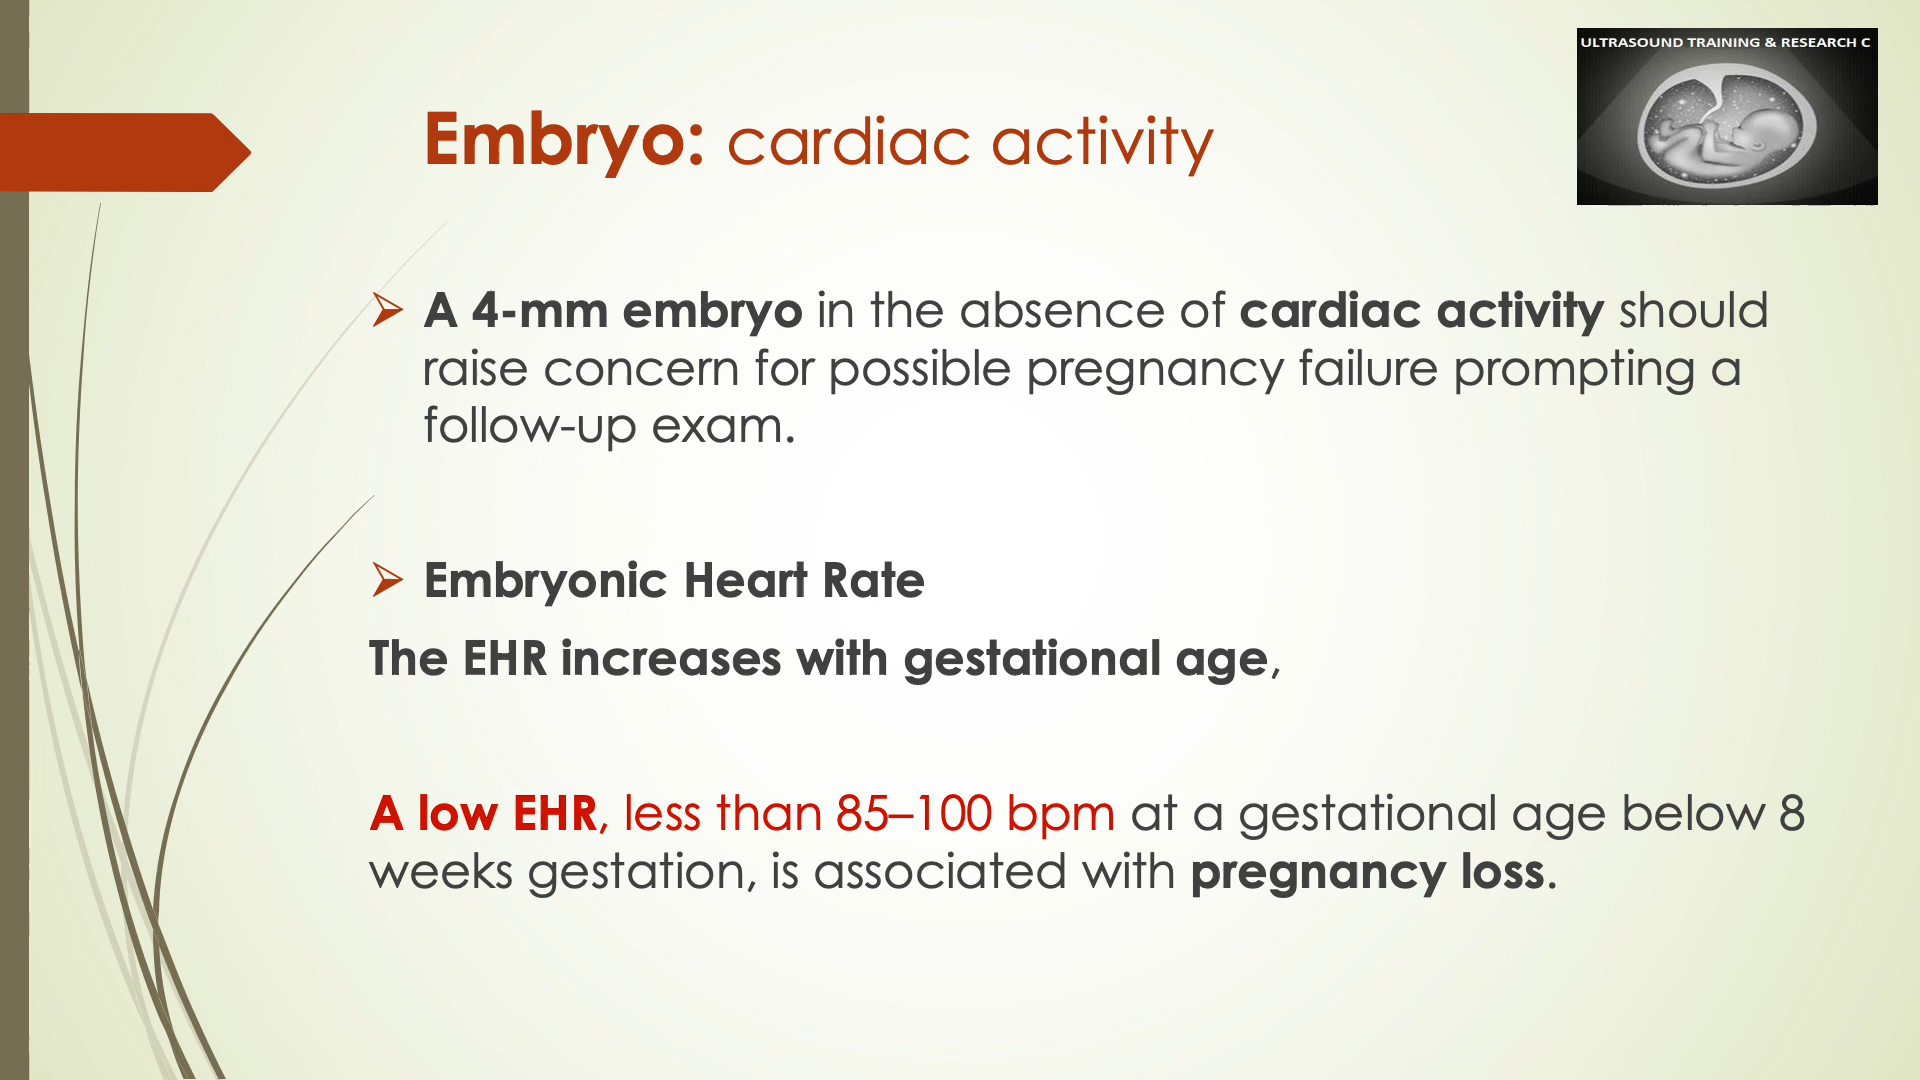 ULTRASOUND TRAINING & RESEARCH C
Embryo: cardiac activity
A 4-mm embryo in the absence of cardiac activity should
raise concern for possible pregnancy failure prompting a
follow-up exam.
Embryonic Heart Rate
The EHR increases with gestational age,
A low EHR, less than 85–100 bpm at a gestational age below 8
weeks gestation, is associated with pregnancy loss.